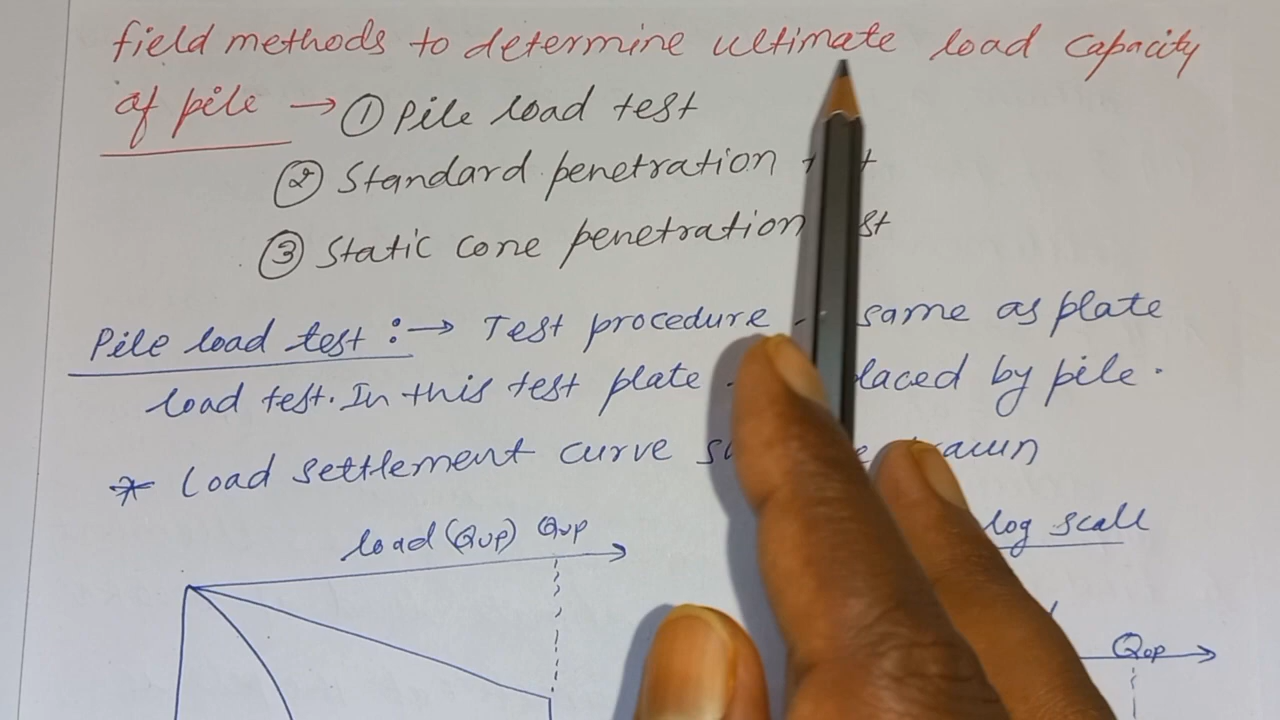 field methods to determine ultimate load capacity
of pile → ① Pile load test
② Standard penetration
③ Static cone penetration
Pile load test :→ Test procedure - same as plate
load test. In this test plate by pile.
* Load settlement curve
load (Qup) Qup
log scall
Qup